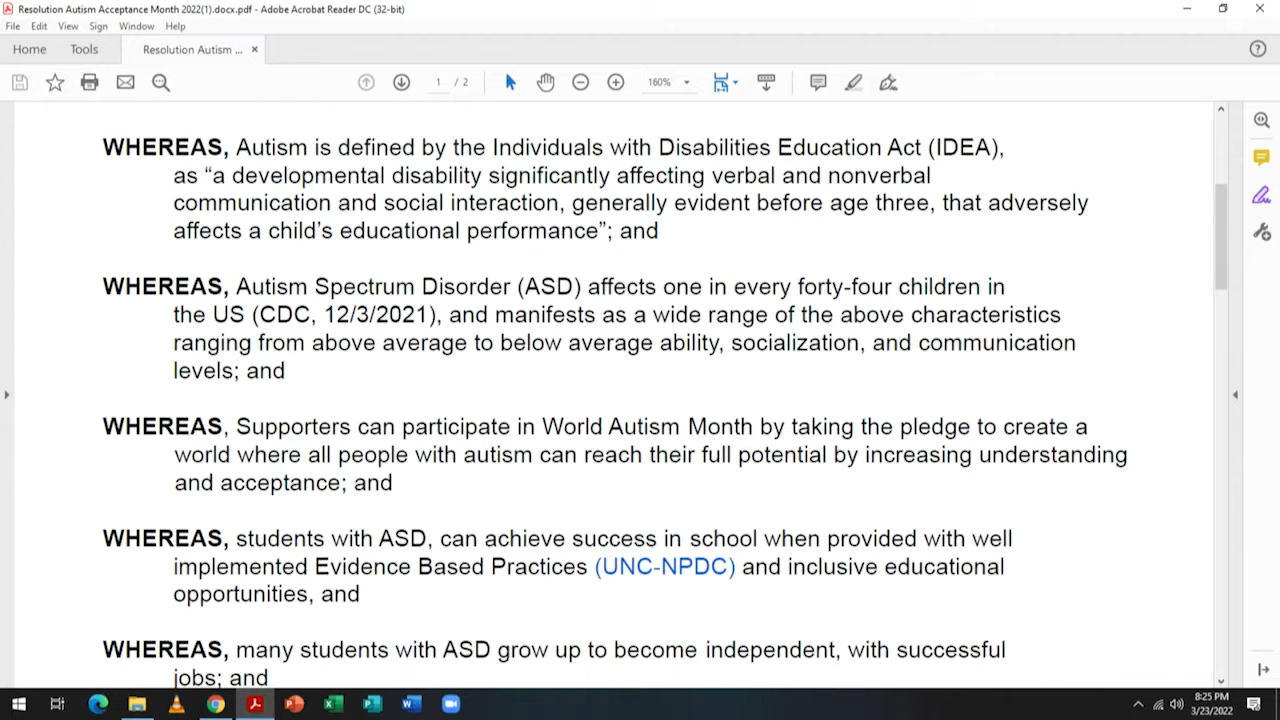 Resolution Autism Acceptance Month 2022(1).docx.pdf - Adobe Acrobat Reader DC (32-bit)
File Edit View Sign Window Help
Home Tools Resolution Autism ... ×
1 / 2 160%
WHEREAS, Autism is defined by the Individuals with Disabilities Education Act (IDEA),
as “a developmental disability significantly affecting verbal and nonverbal
communication and social interaction, generally evident before age three, that adversely
affects a child’s educational performance”; and
WHEREAS, Autism Spectrum Disorder (ASD) affects one in every forty-four children in
the US (CDC, 12/3/2021), and manifests as a wide range of the above characteristics
ranging from above average to below average ability, socialization, and communication
levels; and
WHEREAS, Supporters can participate in World Autism Month by taking the pledge to create a
world where all people with autism can reach their full potential by increasing understanding
and acceptance; and
WHEREAS, students with ASD, can achieve success in school when provided with well
implemented Evidence Based Practices (UNC-NPDC) and inclusive educational
opportunities, and
WHEREAS, many students with ASD grow up to become independent, with successful
jobs; and
8:25 PM
3/23/2022